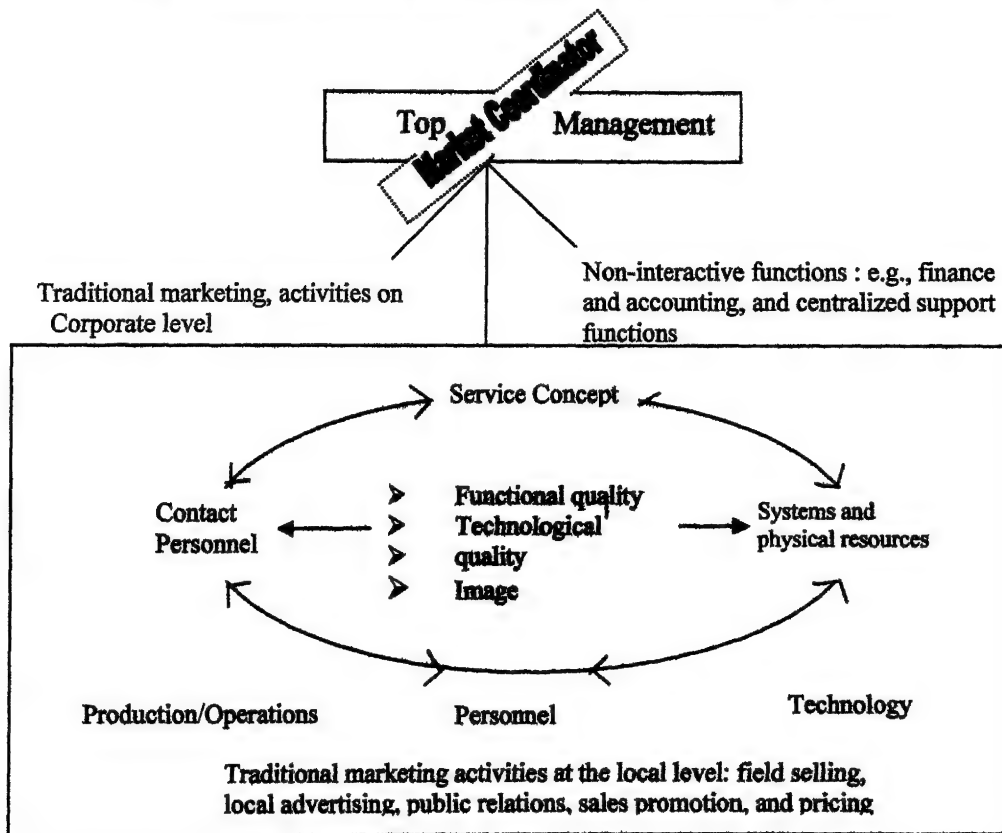 Market Coordinator
Top Management
Traditional marketing, activities on
Corporate level
Non-interactive functions : e.g., finance
and accounting, and centralized support
functions
Service Concept
Contact
Personnel
➢ Functional quality
➢ Technological
➢ quality
➢ Image
Systems and
physical resources
Production/Operations
Personnel
Technology
Traditional marketing activities at the local level: field selling,
local advertising, public relations, sales promotion, and pricing